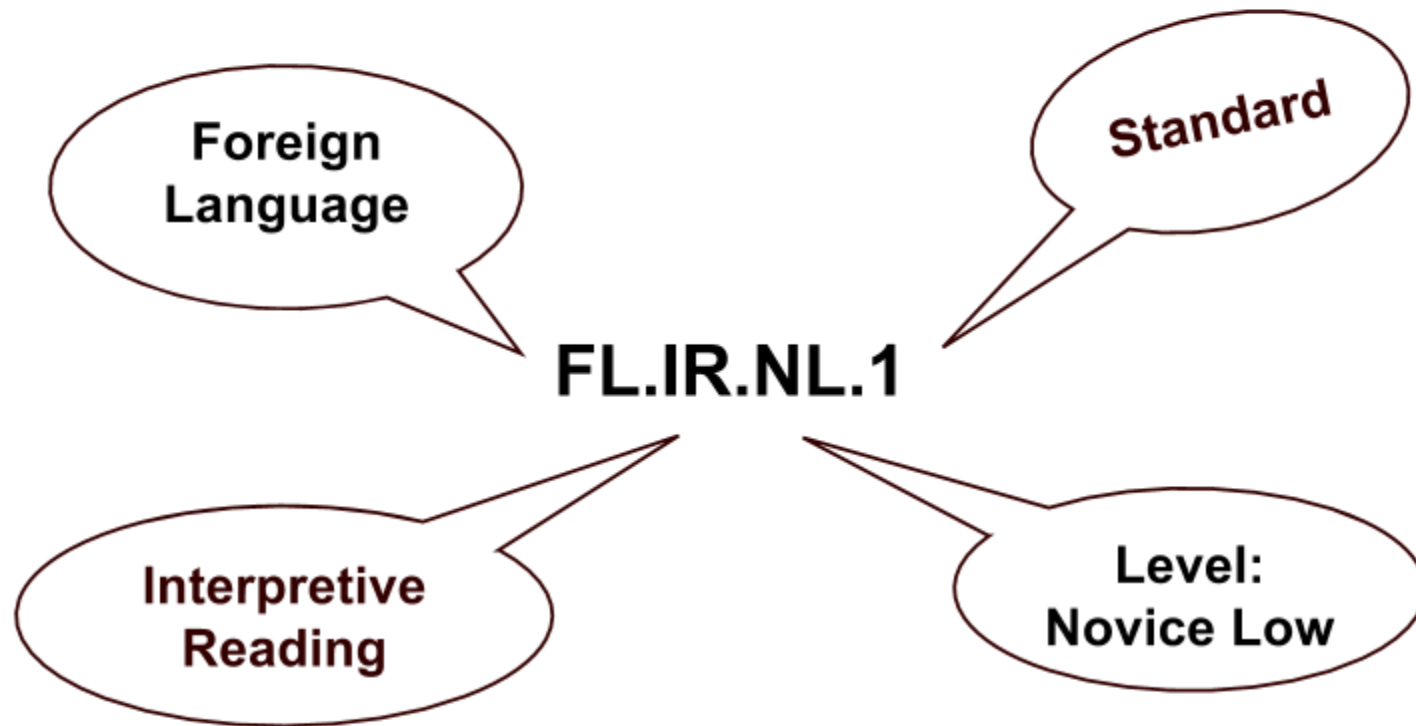 Foreign
Language
Standard
FL.IR.NL.1
Interpretive
Reading
Level:
Novice Low